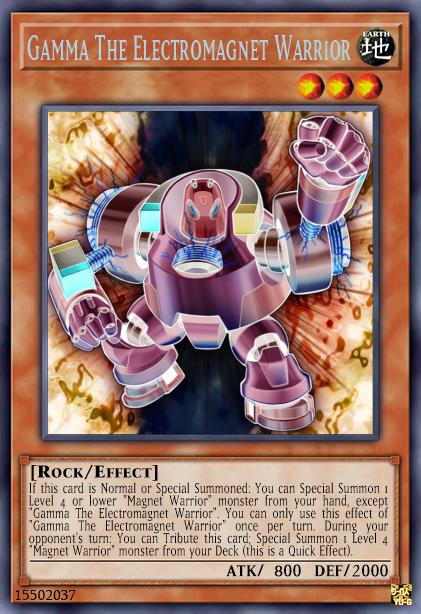 GAMMA THE ELECTROMAGNET WARRIOR
EARTH
地
[ROCK/EFFECT]
If this card is Normal or Special Summoned: You can Special Summon 1
Level 4 or lower "Magnet Warrior" monster from your hand, except
"Gamma The Electromagnet Warrior". You can only use this effect of
"Gamma The Electromagnet Warrior" once per turn. During your
opponent's turn: You can Tribute this card; Special Summon 1 Level 4
"Magnet Warrior" monster from your Deck (this is a Quick Effect).
ATK/ 800 DEF/2000
15502037